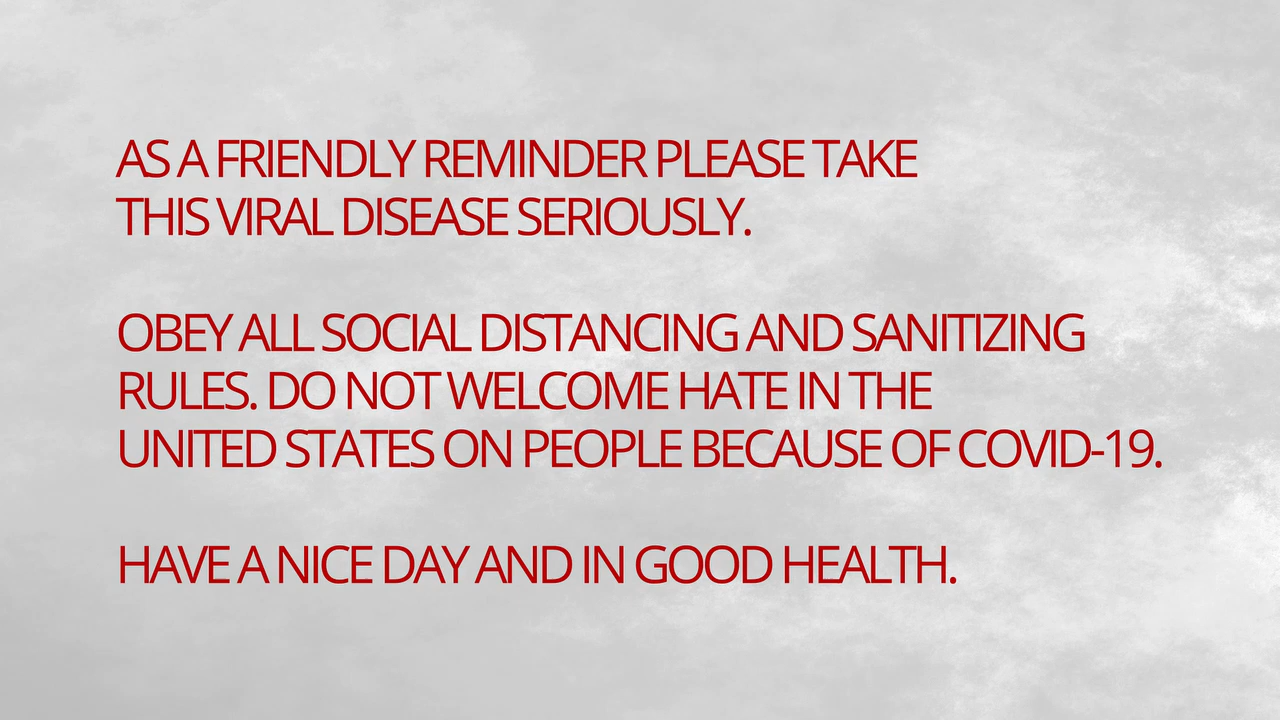 AS A FRIENDLY REMINDER PLEASE TAKE
THIS VIRAL DISEASE SERIOUSLY.
OBEY ALL SOCIAL DISTANCING AND SANITIZING
RULES. DO NOT WELCOME HATE IN THE
UNITED STATES ON PEOPLE BECAUSE OF COVID-19.
HAVE A NICE DAY AND IN GOOD HEALTH.